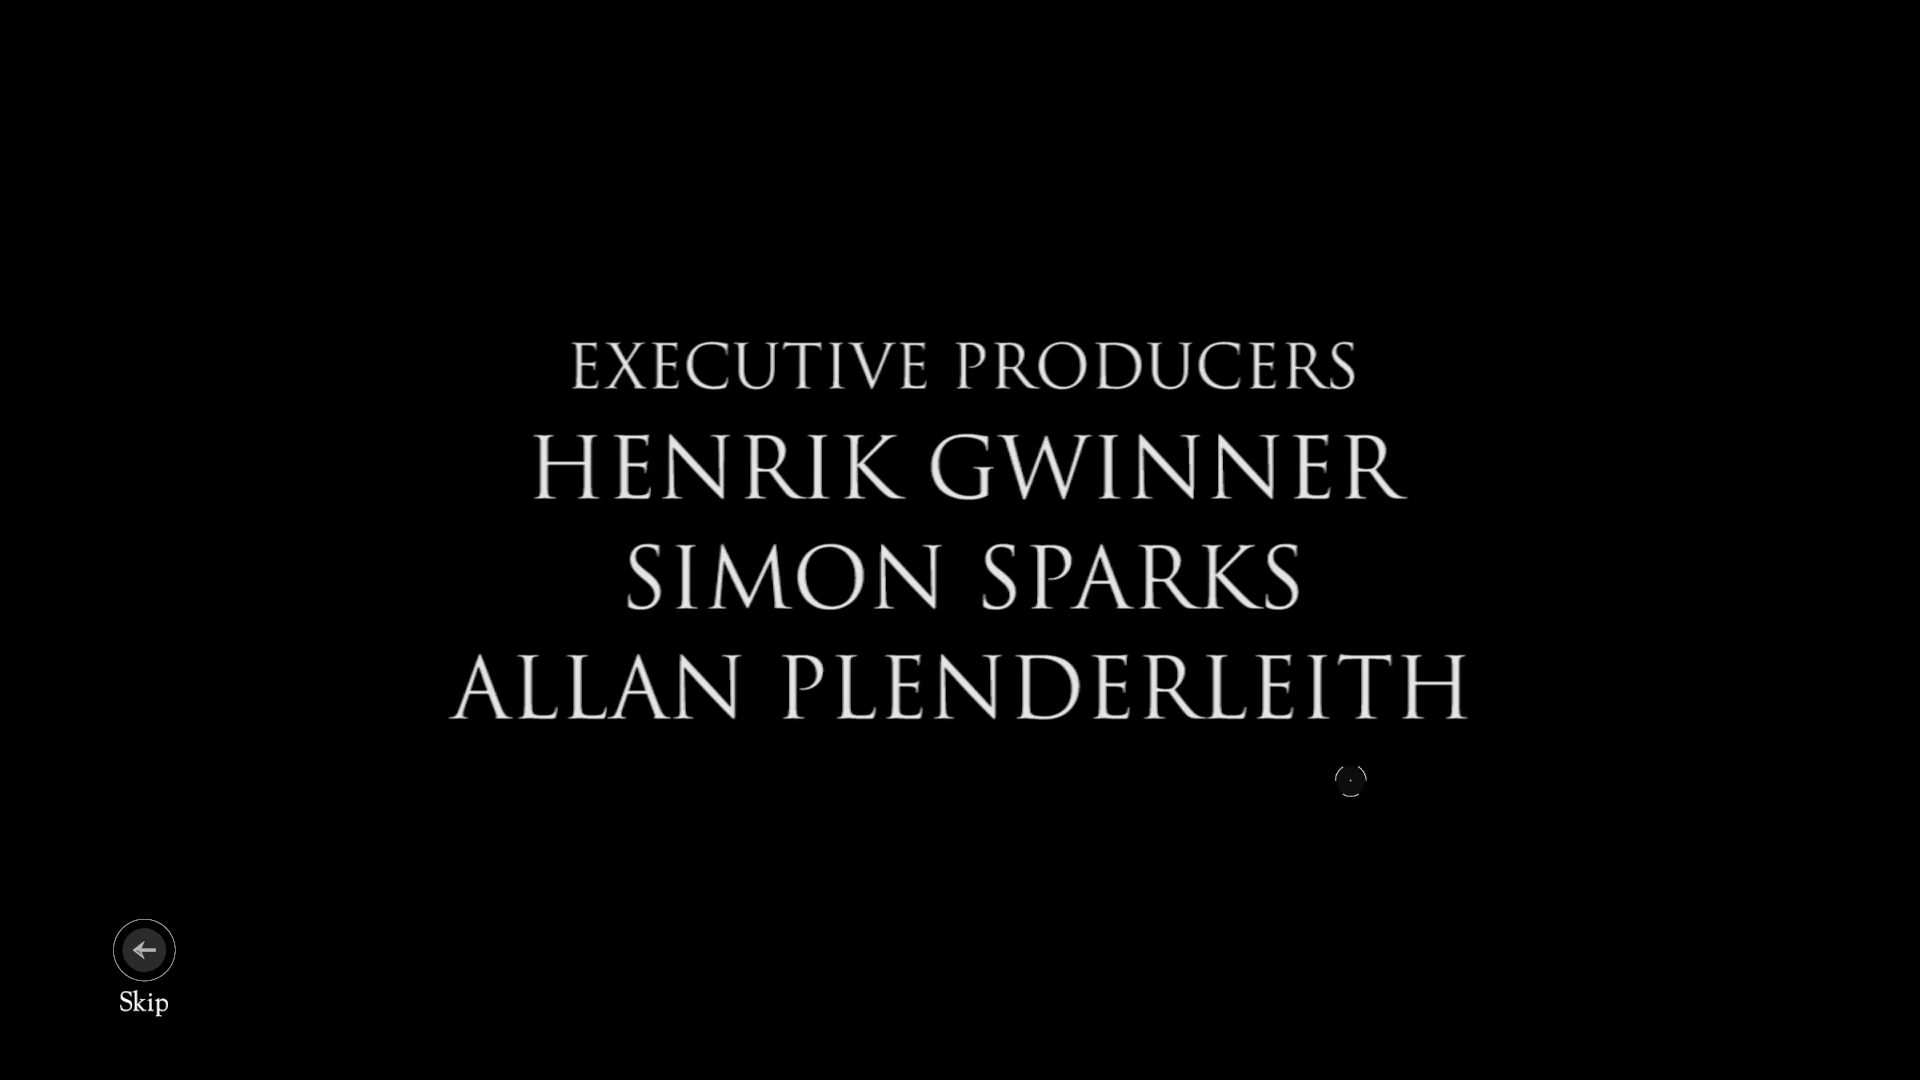 EXECUTIVE PRODUCERS
HENRIK GWINNER
SIMON SPARKS
ALLAN PLENDERLEITH
Skip